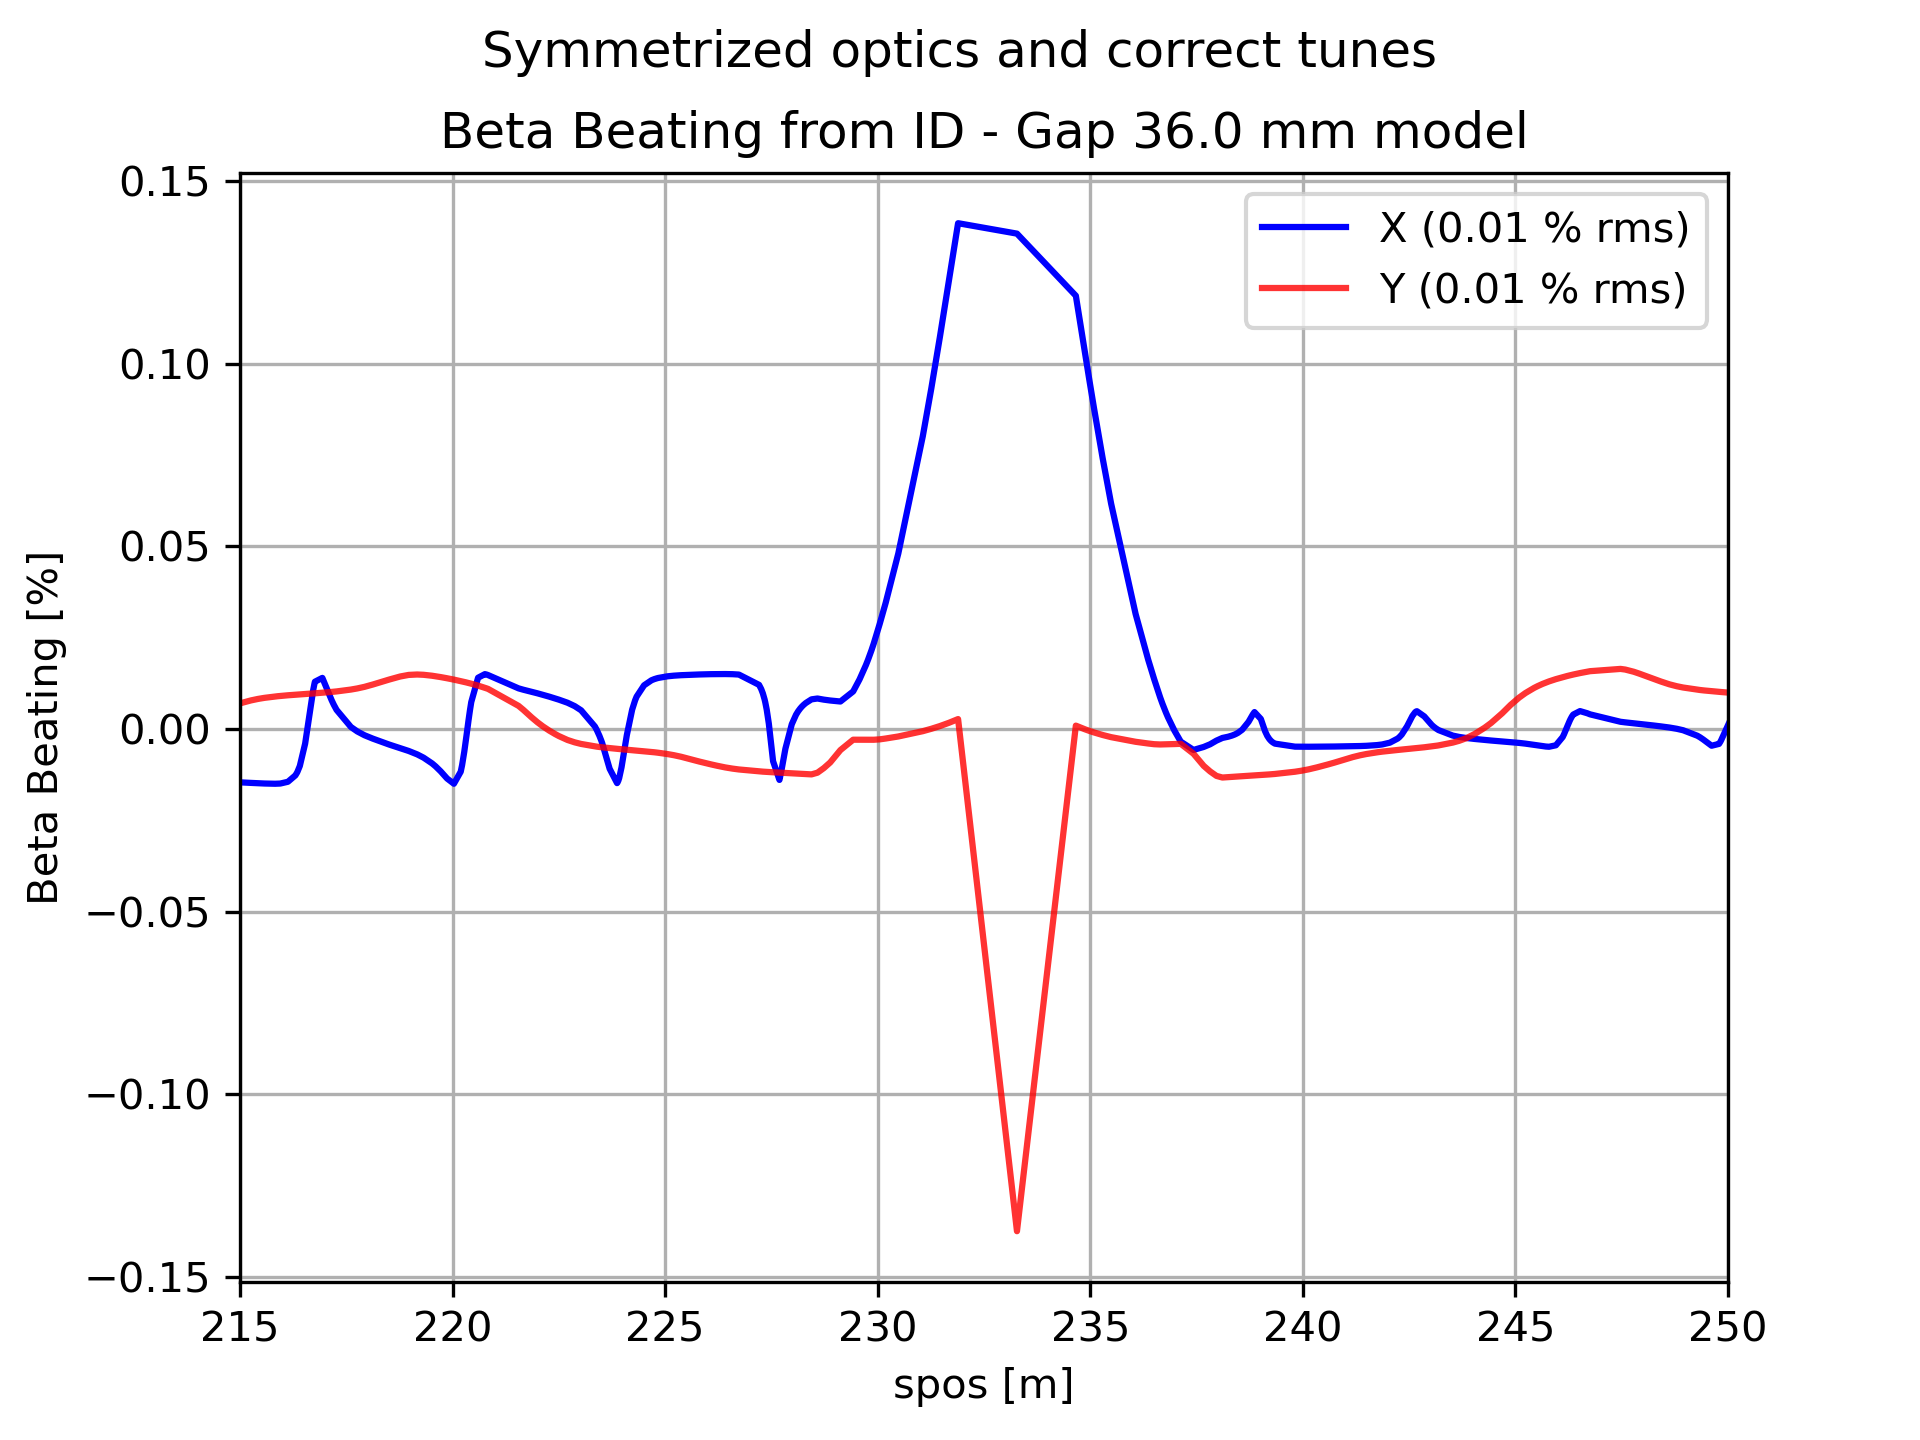 Symmetrized optics and correct tunes
Beta Beating from ID - Gap 36.0 mm model
X (0.01 % rms)
Y (0.01 % rms)
Beta Beating [%]
0.15
0.10
0.05
0.00
−0.05
−0.10
−0.15
215 220 225 230 235 240 245 250
spos [m]